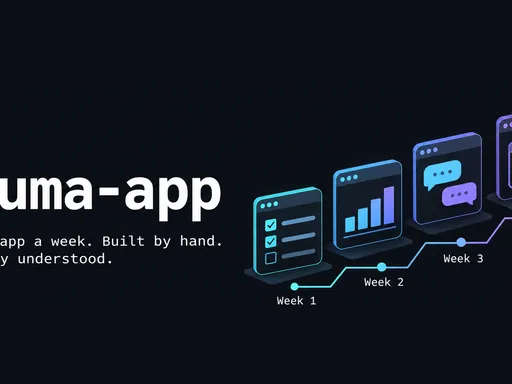 uma-app
app a week. Built by hand.
y understood.
Week 1
Week 2
Week 3